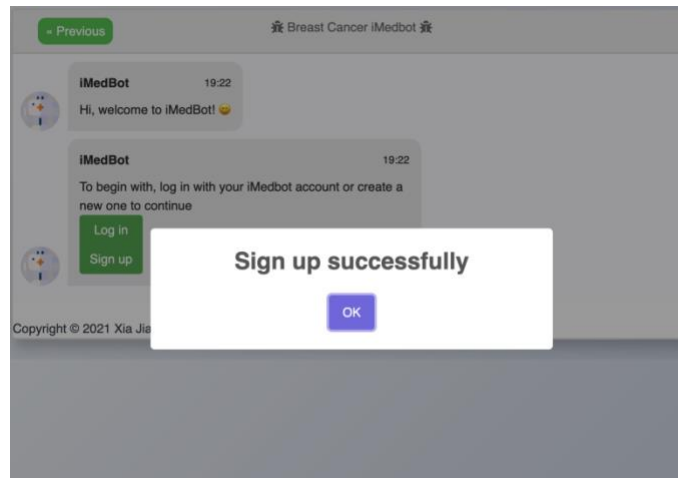 « Previous
Breast Cancer iMedbot
iMedBot 19:22
Hi, welcome to iMedBot!
iMedBot 19:22
To begin with, log in with your iMedbot account or create a
new one to continue
Log in
Sign up
Sign up successfully
OK
Copyright © 2021 Xia Jia